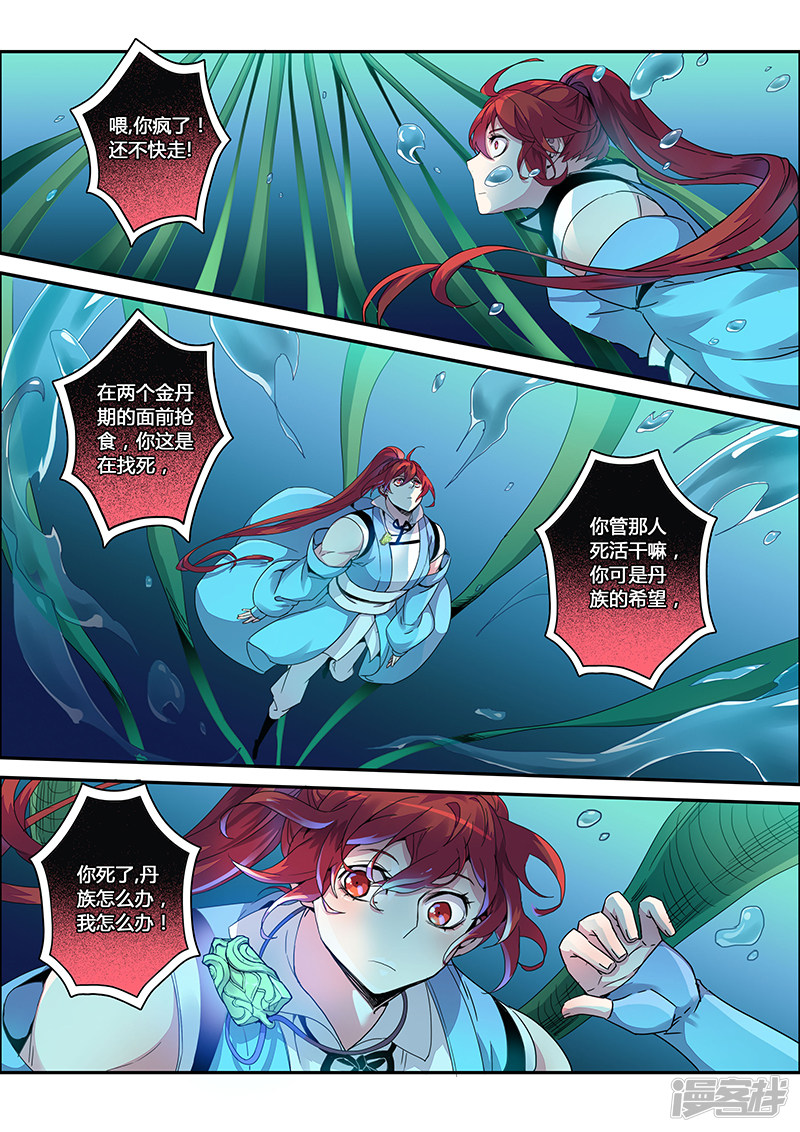 喂,你疯了！
还不快走!
在两个金丹
期的面前抢
食，你这是
在找死，
你管那人
死活干嘛，
你可是丹
族的希望，
你死了,丹
族怎么办，
我怎么办！
漫客栈